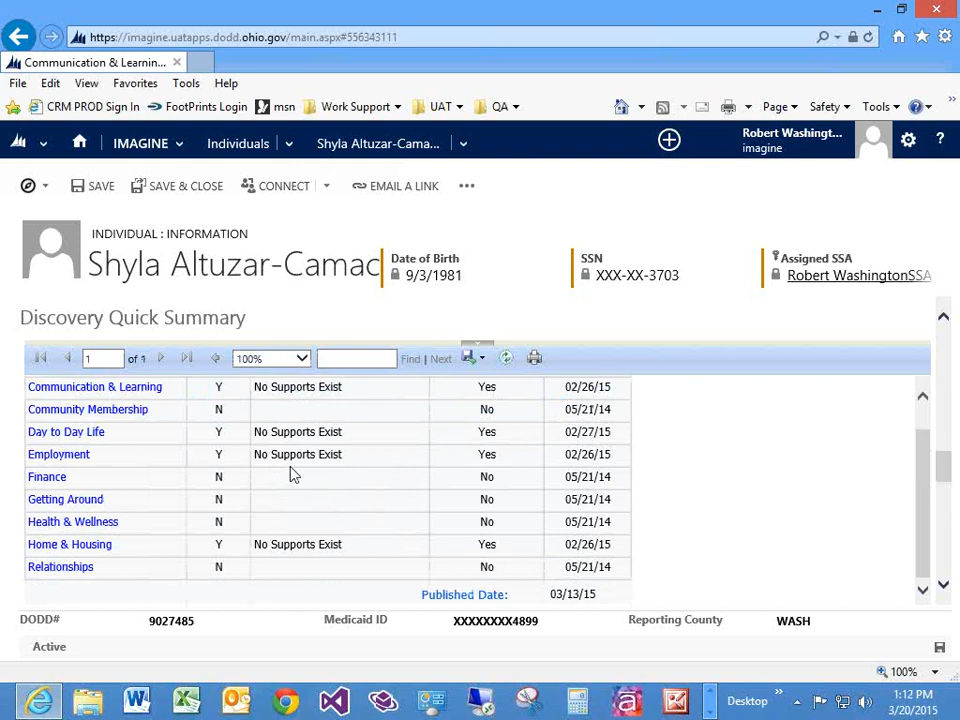 https://imagine.uatapps.dodd.ohio.gov/main.aspx#556343111
Communication & Learnin...
File Edit View Favorites Tools Help
CRM PROD Sign In FootPrints Login msn Work Support UAT QA Page Safety Tools
IMAGINE Individuals Shyla Altuzar-Cama... Robert Washingt...
imagine
SAVE SAVE & CLOSE CONNECT EMAIL A LINK
INDIVIDUAL : INFORMATION
Shyla Altuzar-Camac
Date of Birth
9/3/1981
SSN
XXX-XX-3703
Assigned SSA
Robert WashingtonSSA
Discovery Quick Summary
1 of 1 100% Find | Next
Communication & Learning Y No Supports Exist Yes 02/26/15
Community Membership N No 05/21/14
Day to Day Life Y No Supports Exist Yes 02/27/15
Employment Y No Supports Exist Yes 02/26/15
Finance N No 05/21/14
Getting Around N No 05/21/14
Health & Wellness N No 05/21/14
Home & Housing Y No Supports Exist Yes 02/26/15
Relationships N No 05/21/14
Published Date: 03/13/15
DODD# 9027485 Medicaid ID XXXXXXXX4899 Reporting County WASH
Active
100%
Desktop
1:12 PM
3/20/2015